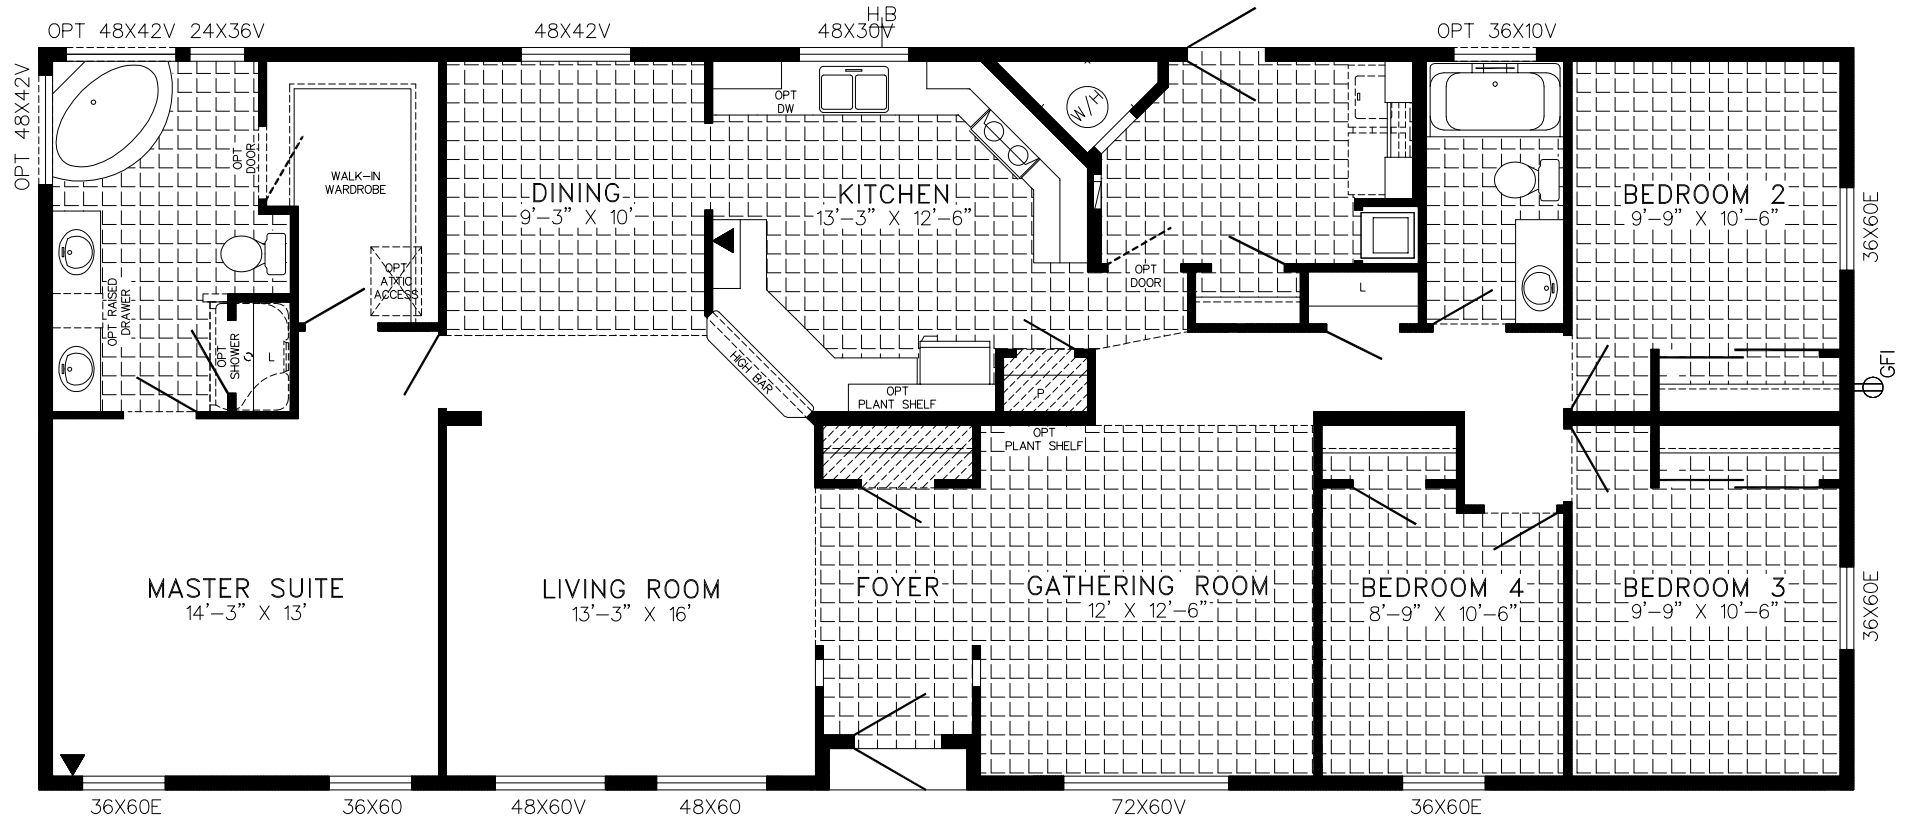 H.B
OPT 48X42V 24X36V 48X42V 48X30V OPT 36X10V
OPT 48X42V
OPT
DW
W/H
OPT
DOOR
WALK-IN
WARDROBE
DINING
9'-3" X 10'
KITCHEN
13'-3" X 12'-6"
BEDROOM 2
9'-9" X 10'-6"
36X60E
OPT
ATTIC
ACCESS
OPT
DOOR
L
OPT RAISED
DRAWER
OPT
SHOWER
HIGH BAR
OPT
PLANT SHELF
P
GFI
OPT
PLANT SHELF
MASTER SUITE
14'-3" X 13'
LIVING ROOM
13'-3" X 16'
FOYER
GATHERING ROOM
12' X 12'-6"
BEDROOM 4
8'-9" X 10'-6"
BEDROOM 3
9'-9" X 10'-6"
36X60E
36X60E 36X60 48X60V 48X60 72X60V 36X60E